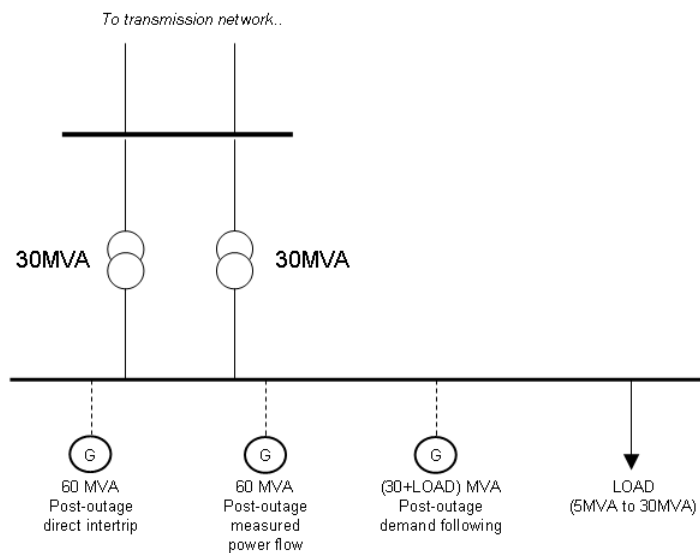 To transmission network..
30MVA
30MVA
G
G
G
60 MVA
Post-outage
direct intertrip
60 MVA
Post-outage
measured
power flow
(30+LOAD) MVA
Post-outage
demand following
LOAD
(5MVA to 30MVA)